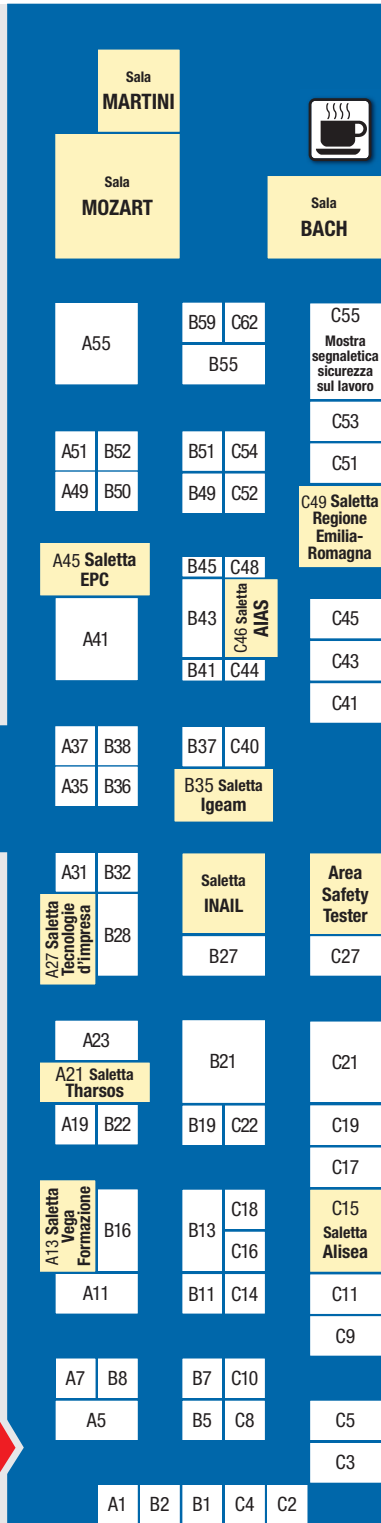 Sala
MARTINI
Sala
MOZART
Sala
BACH
A55
B59
C62
B55
C55
Mostra
segnaletica
sicurezza
sul lavoro
C53
A51
B52
B51
C54
C51
A49
B50
B49
C52
C49 Saletta
Regione
Emilia-
Romagna
A45 Saletta
EPC
B45
C48
A41
B43
C46 Saletta
AIAS
B41
C44
C45
C43
C41
A37
B38
B37
C40
A35
B36
B35 Saletta
Igeam
A31
B32
Saletta
INAIL
Area
Safety
Tester
A27 Saletta
Tecnologie
d'impresa
B28
B27
C27
A23
B21
C21
A21 Saletta
Tharsos
A19
B22
B19
C22
C19
C17
A13 Saletta
Vega
Formazione
B16
B13
C18
C16
C15
Saletta
Alisea
A11
B11
C14
C11
C9
A7
B8
B7
C10
A5
B5
C8
C5
C3
A1
B2
B1
C4
C2